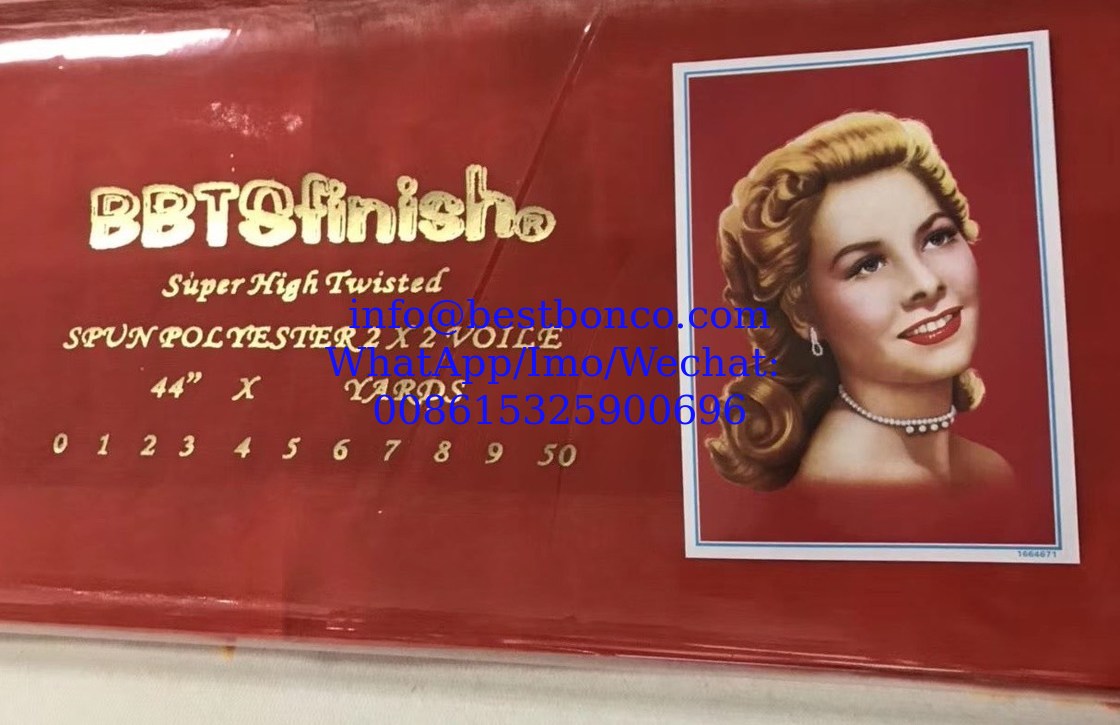 BBTOfinish®
Super High Twisted
SPUN POLYESTER 2 X 2 VOILE
44” X YARDS
0 1 2 3 4 5 6 7 8 9 50
info@bestbonco.com
WhatApp/Imo/Wechat:
008615325900696
1664671